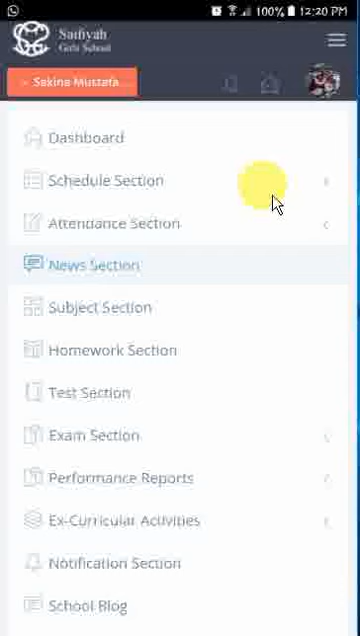 100% 12:20 PM
Saifiyah
Girls School
Sakina Mustafa...
Dashboard
Schedule Section
Attendance Section
News Section
Subject Section
Homework Section
Test Section
Exam Section
Performance Reports
Ex-Curricular Activities
Notification Section
School Blog